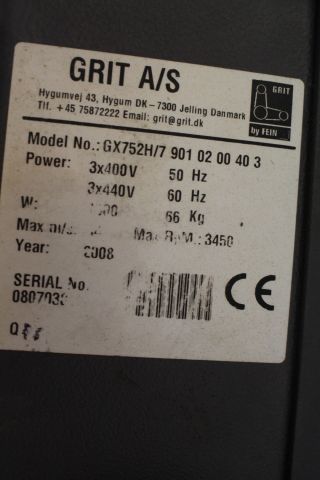 GRIT A/S
GRIT
by FEIN
Hygumvej 43, Hygum DK – 7300 Jelling Danmark
Tlf. + 45 75872222 Email: grit@grit.dk
Model No.: GX752H/7 901 02 00 40 3
Power: 3x400V 50 Hz
3x440V 60 Hz
W: 66 Kg
Max : 3450
Year: 2008
SERIAL No.
CE